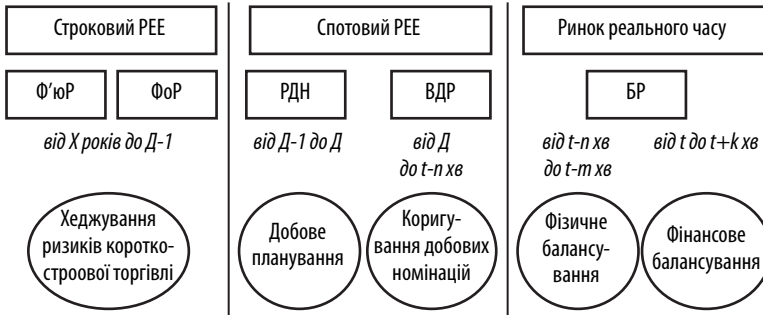 Строковий РЕЕ
Спотовий РЕЕ
Ринок реального часу
Ф'юР
ФоР
РДН
ВДР
БР
від X років до Д-1
від Д-1 до Д
від Д
до t-n хв
від t-n хв
до t-m хв
від t до t+k хв
Хеджування
ризиків коротко-
строової торгівлі
Добове
планування
Коригу-
вання добових
номінацій
Фізичне
балансу-
вання
Фінансове
балансування